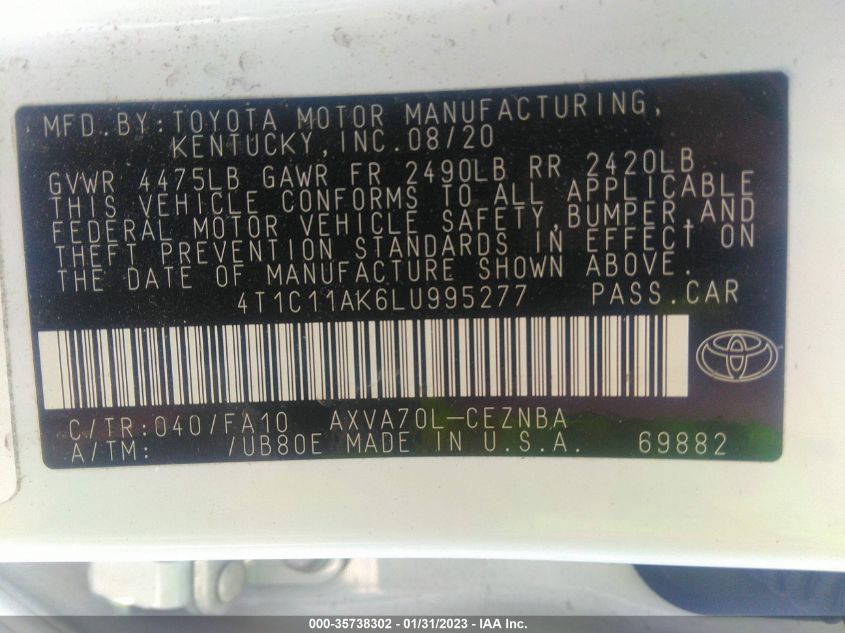 MFD. BY: TOYOTA MOTOR MANUFACTURING,
KENTUCKY, INC. 08/20
GVWR 4475LB GAWR FR 2490LB RR 2420LB
THIS VEHICLE CONFORMS TO ALL APPLICABLE
FEDERAL MOTOR VEHICLE SAFETY, BUMPER, AND
THEFT PREVENTION STANDARDS IN EFFECT ON
THE DATE OF MANUFACTURE SHOWN ABOVE.
4T1C11AK6LU995277 PASS. CAR
C/TR: 040/FA10 AXVA70L-CEZNBA
A/TM: /UB80E MADE IN U.S.A. 69882
000-35738302 - 01/31/2023 - IAA Inc.